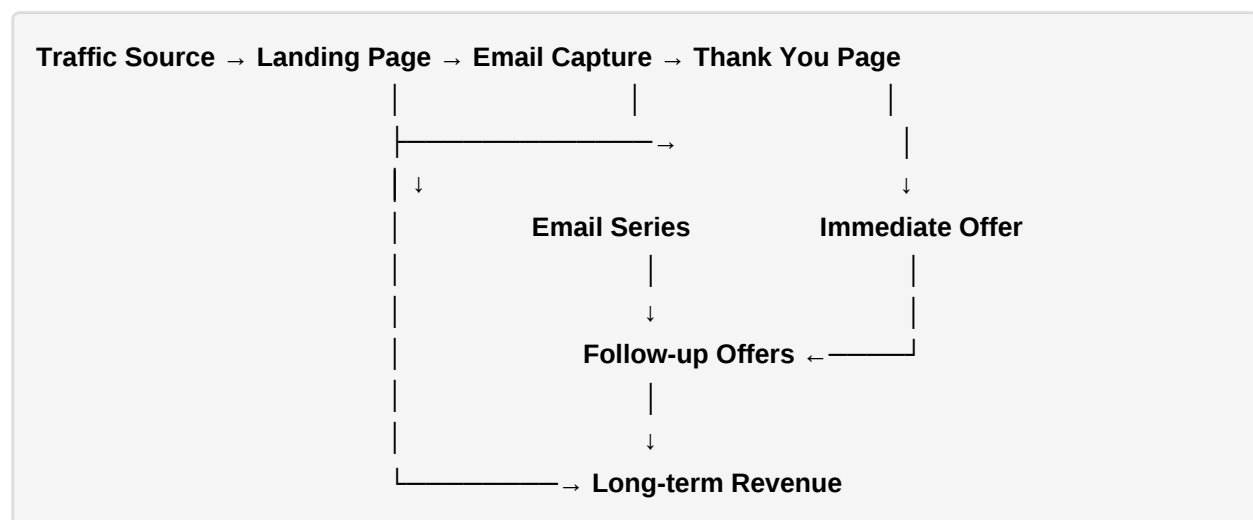 Traffic Source → Landing Page → Email Capture → Thank You Page
Email Series Immediate Offer
Follow-up Offers ←
→ Long-term Revenue